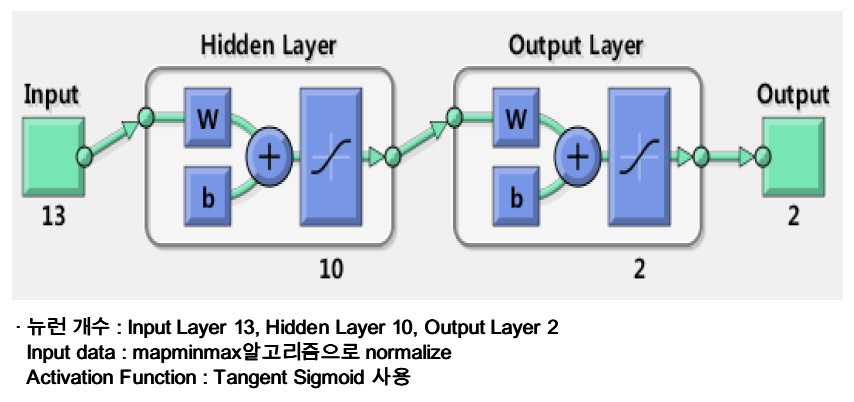 Hidden Layer
Output Layer
Input
Output
W
W
b
b
13
10
2
2
· 뉴런 개수 : Input Layer 13, Hidden Layer 10, Output Layer 2
Input data : mapminmax알고리즘으로 normalize
Activation Function : Tangent Sigmoid 사용